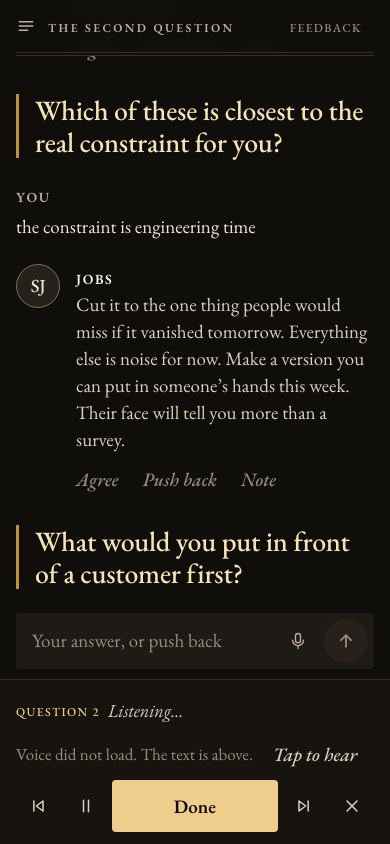 THE SECOND QUESTION FEEDBACK
Which of these is closest to the
real constraint for you?
YOU
the constraint is engineering time
SJ
JOBS
Cut it to the one thing people would
miss if it vanished tomorrow. Everything
else is noise for now. Make a version you
can put in someone’s hands this week.
Their face will tell you more than a
survey.
Agree Push back Note
What would you put in front
of a customer first?
Your answer, or push back
QUESTION 2 Listening...
Voice did not load. The text is above. Tap to hear
Done